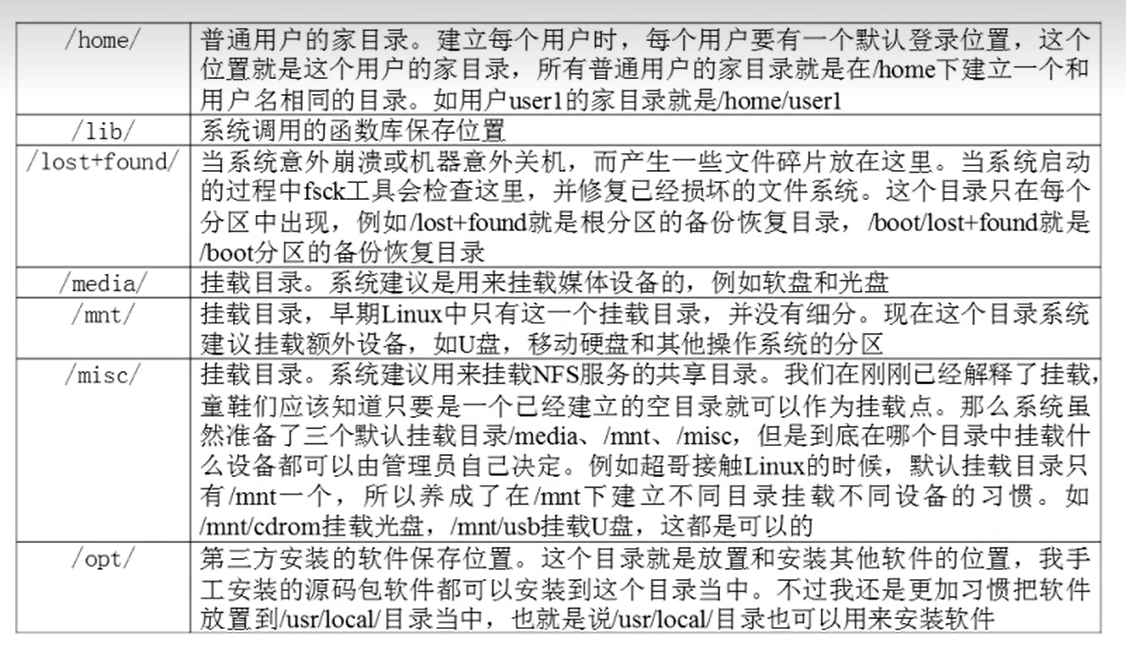 /home/
普通用户的家目录。建立每个用户时，每个用户要有一个默认登录位置，这个
位置就是这个用户的家目录，所有普通用户的家目录就是在/home下建立一个和
用户名相同的目录。如用户user1的家目录就是/home/user1
/lib/
系统调用的函数库保存位置
/lost+found/
当系统意外崩溃或机器意外关机，而产生一些文件碎片放在这里。当系统启动
的过程中fsck工具会检查这里，并修复已经损坏的文件系统。这个目录只在每个
分区中出现，例如/lost+found就是根分区的备份恢复目录，/boot/lost+found就是
/boot分区的备份恢复目录
/media/
挂载目录。系统建议是用来挂载媒体设备的，例如软盘和光盘
/mnt/
挂载目录，早期Linux中只有这一个挂载目录，并没有细分。现在这个目录系统
建议挂载额外设备，如U盘，移动硬盘和其他操作系统的分区
/misc/
挂载目录。系统建议用来挂载NFS服务的共享目录。我们在刚刚已经解释了挂载，
童鞋们应该知道只要是一个已经建立的空目录就可以作为挂载点。那么系统虽
然准备了三个默认挂载目录/media、/mnt、/misc，但是到底在哪个目录中挂载什
么设备都可以由管理员自己决定。例如超哥接触Linux的时候，默认挂载目录只
有/mnt一个，所以养成了在/mnt下建立不同目录挂载不同设备的习惯。如
/mnt/cdrom挂载光盘，/mnt/usb挂载U盘，这都是可以的
/opt/
第三方安装的软件保存位置。这个目录就是放置和安装其他软件的位置，我手
工安装的源码包软件都可以安装到这个目录当中。不过我还是更加习惯把软件
放置到/usr/local/目录当中，也就是说/usr/local/目录也可以用来安装软件